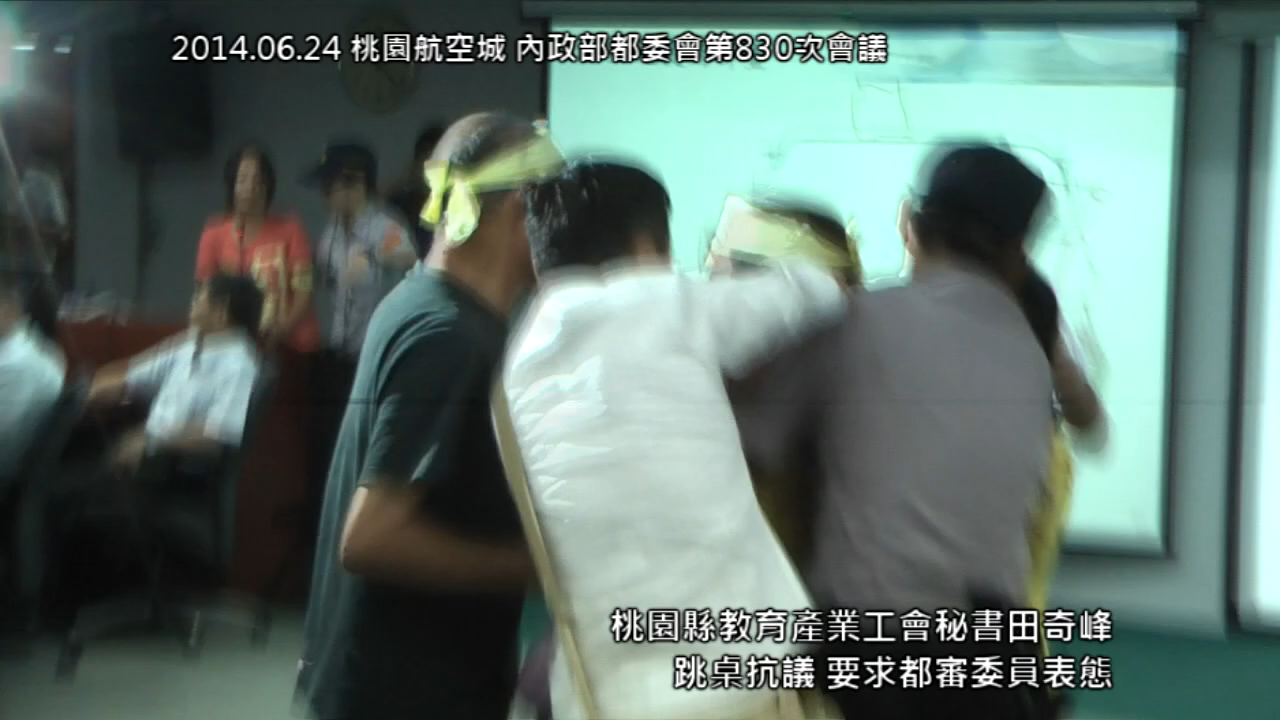 2014.06.24 桃園航空城 內政部都委會第830次會議
桃園縣教育產業工會秘書田奇峰
跳桌抗議 要求都審委員表態